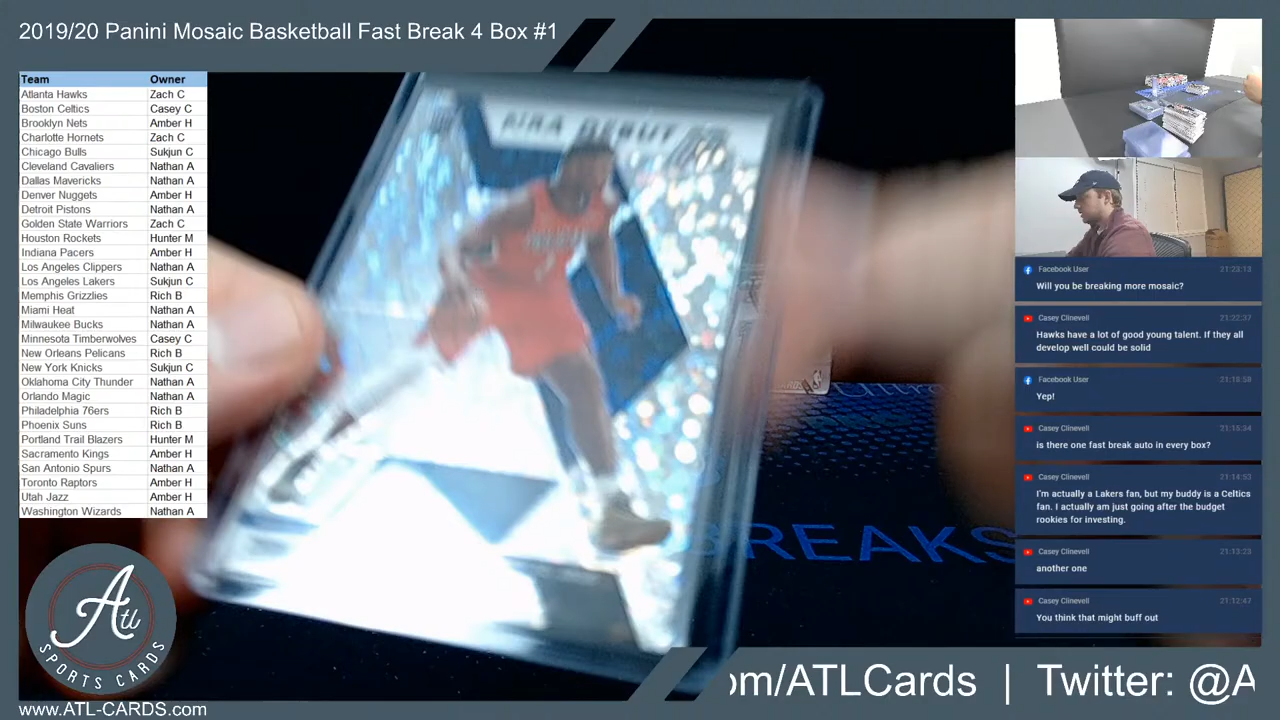 2019/20 Panini Mosaic Basketball Fast Break 4 Box #1
Team Owner
Atlanta Hawks Zach C
Boston Celtics Casey C
Brooklyn Nets Amber H
Charlotte Hornets Zach C
Chicago Bulls Sukjun C
Cleveland Cavaliers Nathan A
Dallas Mavericks Nathan A
Denver Nuggets Amber H
Detroit Pistons Nathan A
Golden State Warriors Zach C
Houston Rockets Hunter M
Indiana Pacers Amber H
Los Angeles Clippers Nathan A
Los Angeles Lakers Sukjun C
Memphis Grizzlies Rich B
Miami Heat Nathan A
Milwaukee Bucks Nathan A
Minnesota Timberwolves Casey C
New Orleans Pelicans Rich B
New York Knicks Sukjun C
Oklahoma City Thunder Nathan A
Orlando Magic Nathan A
Philadelphia 76ers Rich B
Phoenix Suns Rich B
Portland Trail Blazers Hunter M
Sacramento Kings Amber H
San Antonio Spurs Nathan A
Toronto Raptors Amber H
Utah Jazz Amber H
Washington Wizards Nathan A
Atl
SPORTS CARDS
www.ATL-CARDS.com
NBA DEBUT
CARDS
BREAKS
Facebook User 21:23:13
Will you be breaking more mosaic?
Casey Clinevell 21:22:37
Hawks have a lot of good young talent. If they all
develop well could be solid
Facebook User 21:18:58
Yep!
Casey Clinevell 21:15:34
is there one fast break auto in every box?
Casey Clinevell 21:14:53
I'm actually a Lakers fan, but my buddy is a Celtics
fan. I actually am just going after the budget
rookies for investing.
Casey Clinevell 21:13:23
another one
Casey Clinevell 21:12:47
You think that might buff out
om/ATLCards | Twitter: @A